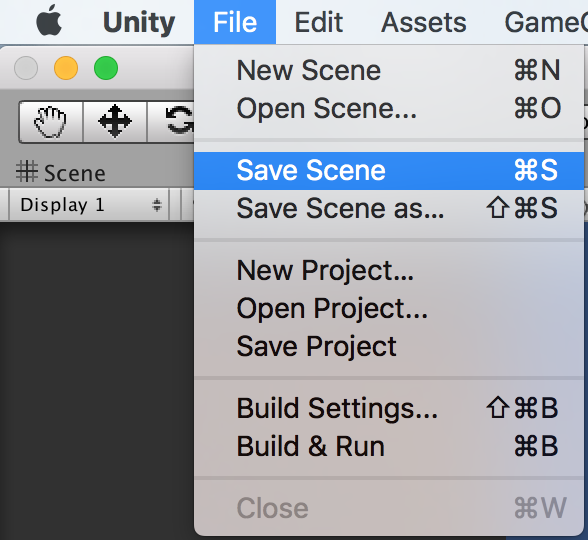 Unity File Edit Assets
New Scene ⌘N
Open Scene... ⌘O
Scene
Save Scene ⌘S
Display 1
Save Scene as... ⇧⌘S
New Project...
Open Project...
Save Project
Build Settings... ⇧⌘B
Build & Run ⌘B
Close ⌘W